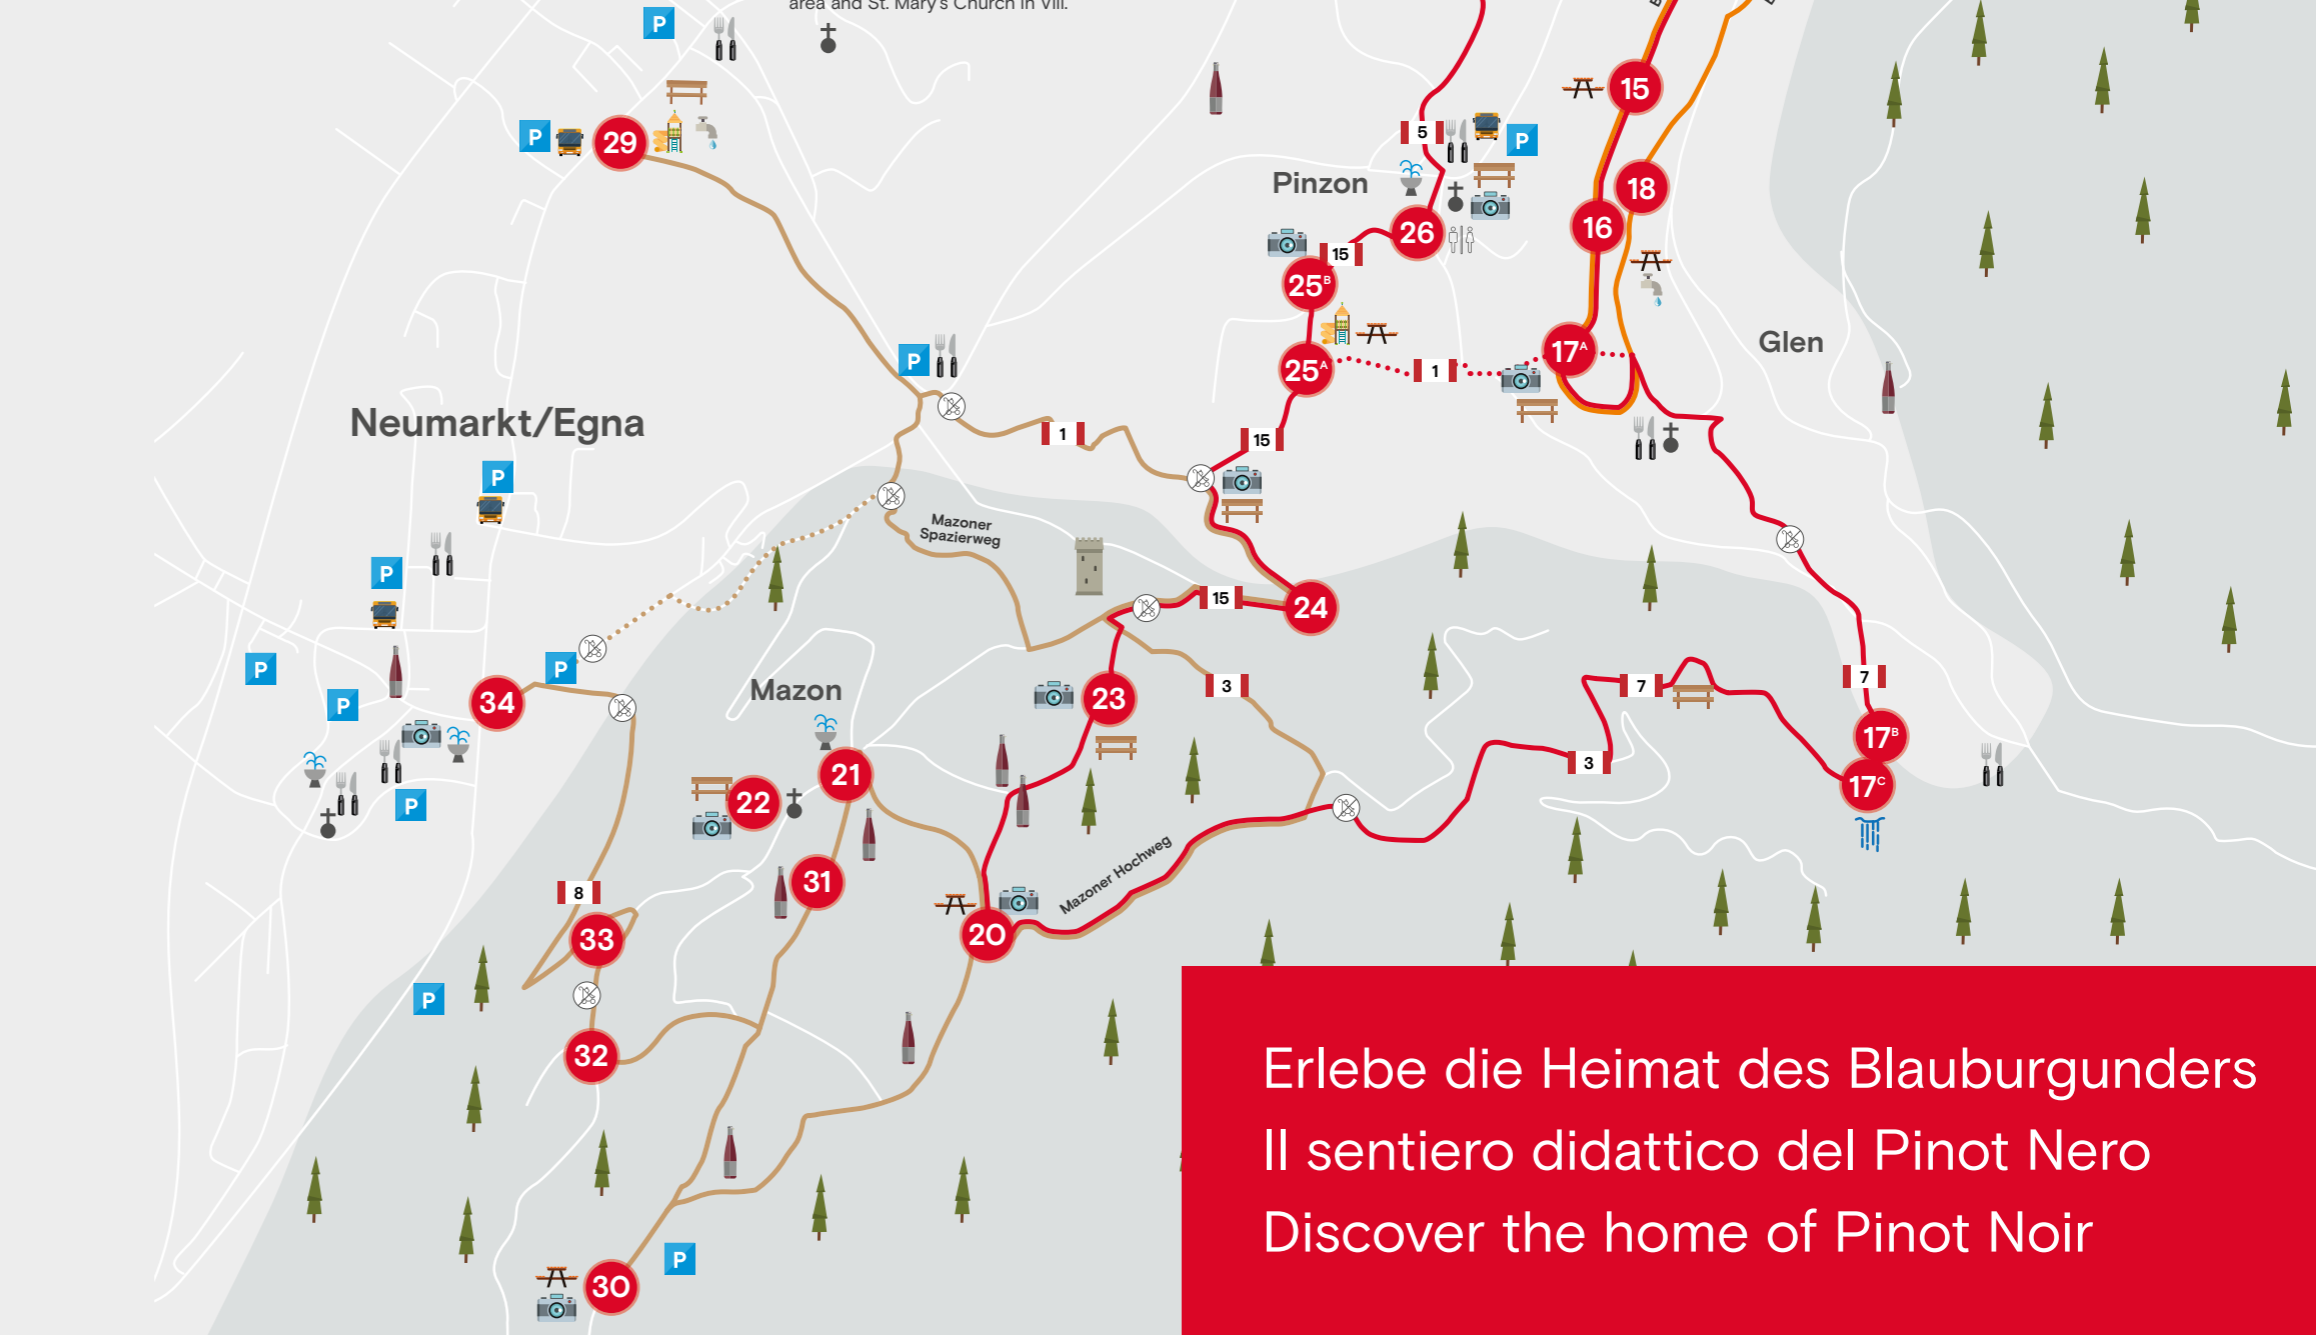 area and St. Mary's Church in Vill.
P
15
P
29
5
P
Pinzon
18
16
26
15
25B
17A
Glen
P
25A
1
Neumarkt/Egna
1
15
P
Mazoner
Spazierweg
P
15
24
P
P
34
P
Mazon
23
3
7
7
17B
3
17C
21
22
P
31
8
Mazoner Hochweg
20
33
P
32
30
P
Erlebe die Heimat des Blauburgunders
Il sentiero didattico del Pinot Nero
Discover the home of Pinot Noir